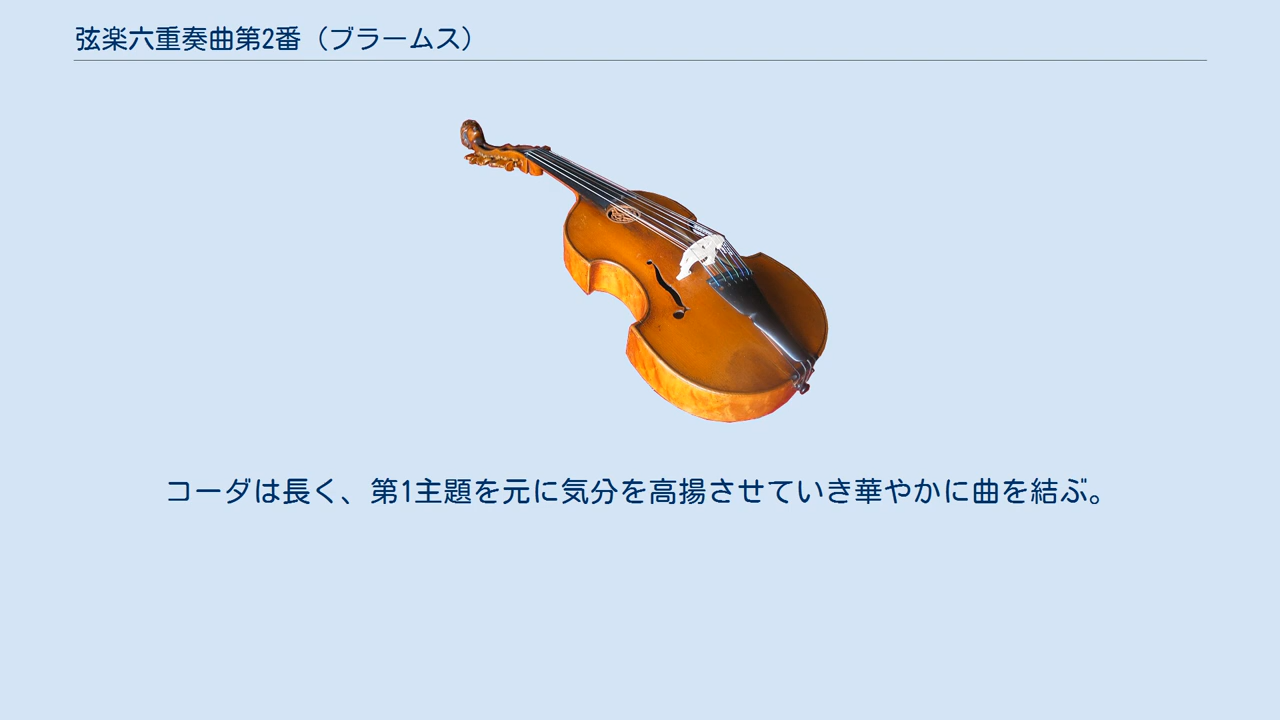 弦楽六重奏曲第2番（ブラームス）
コーダは長く、第1主題を元に気分を高揚させていき華やかに曲を結ぶ。